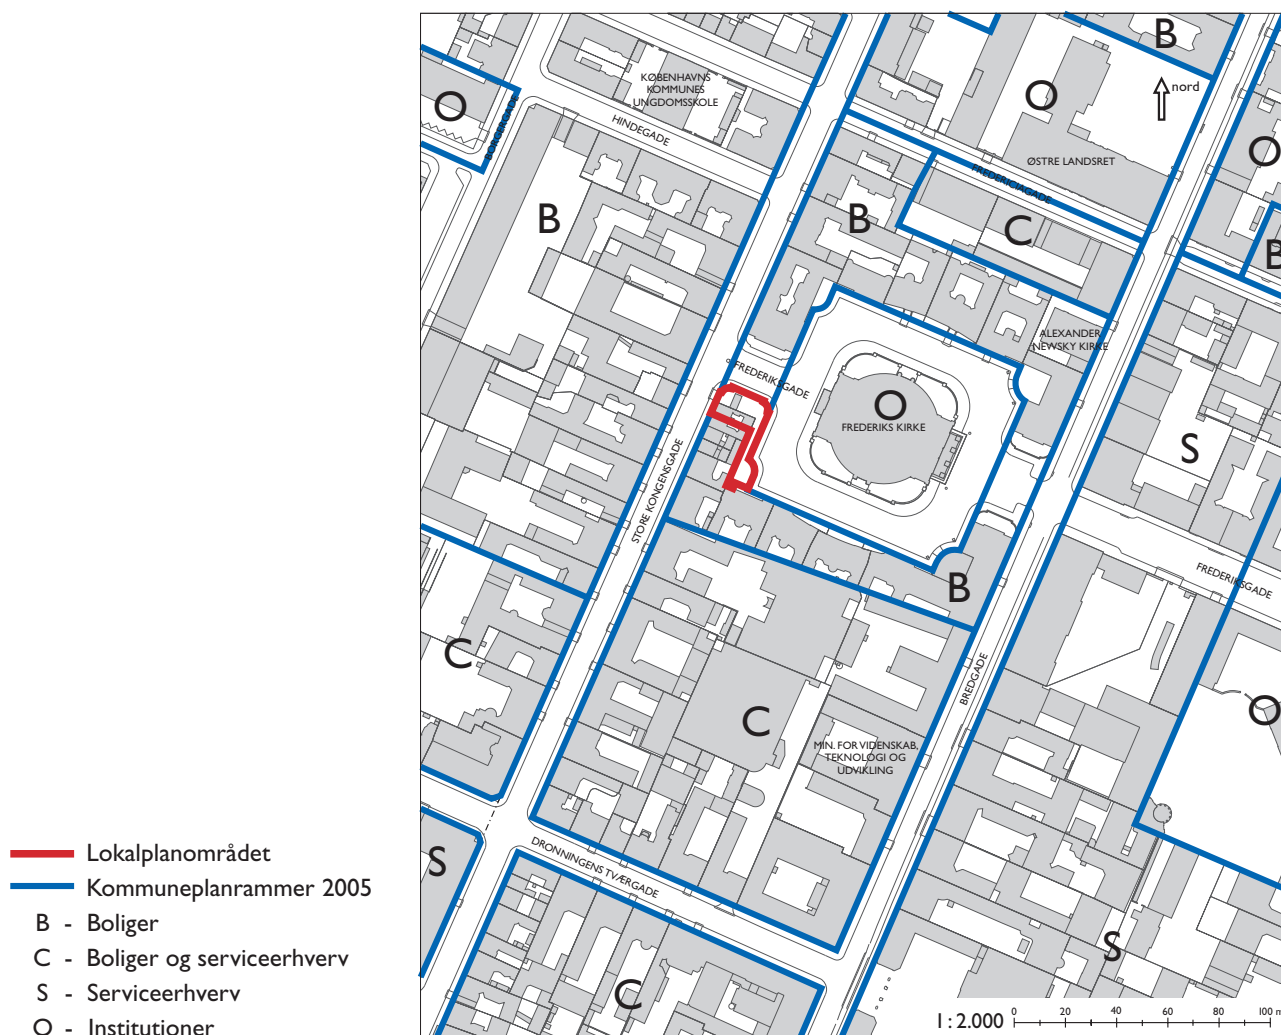 B
nord
KØBENHAVNS
KOMMUNES
UNGDOMSSKOLE
O
O
BORGERGADE
HINDEGADE
O
ØSTRE LANDSRET
FREDERICIAGADE
B
B
C
B
ALEXANDER
NEWSKY KIRKE
FREDERIKSGADE
O
FREDERIKS KIRKE
S
STORE KONGENSGADE
FREDERIKSGADE
B
C
BREDGADE
O
C
MIN. FOR VIDENSKAB,
TEKNOLOGI OG
UDVIKLING
DRONNINGENS TVÆRGADE
S
S
C
Lokalplanområdet
Kommuneplanrammer 2005
B - Boliger
C - Boliger og serviceerhverv
S - Serviceerhverv
O - Institutioner
1 : 2.000
0 20 40 60 80 100 m